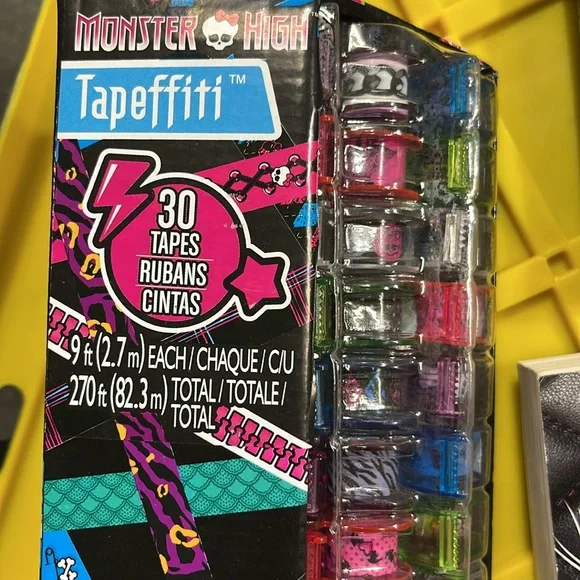 MONSTER HIGH
Tapeffiti™
30
TAPES
RUBANS
CINTAS
9 ft (2.7 m) EACH / CHAQUE / C/U
270 ft (82.3 m) TOTAL / TOTALE /
TOTAL